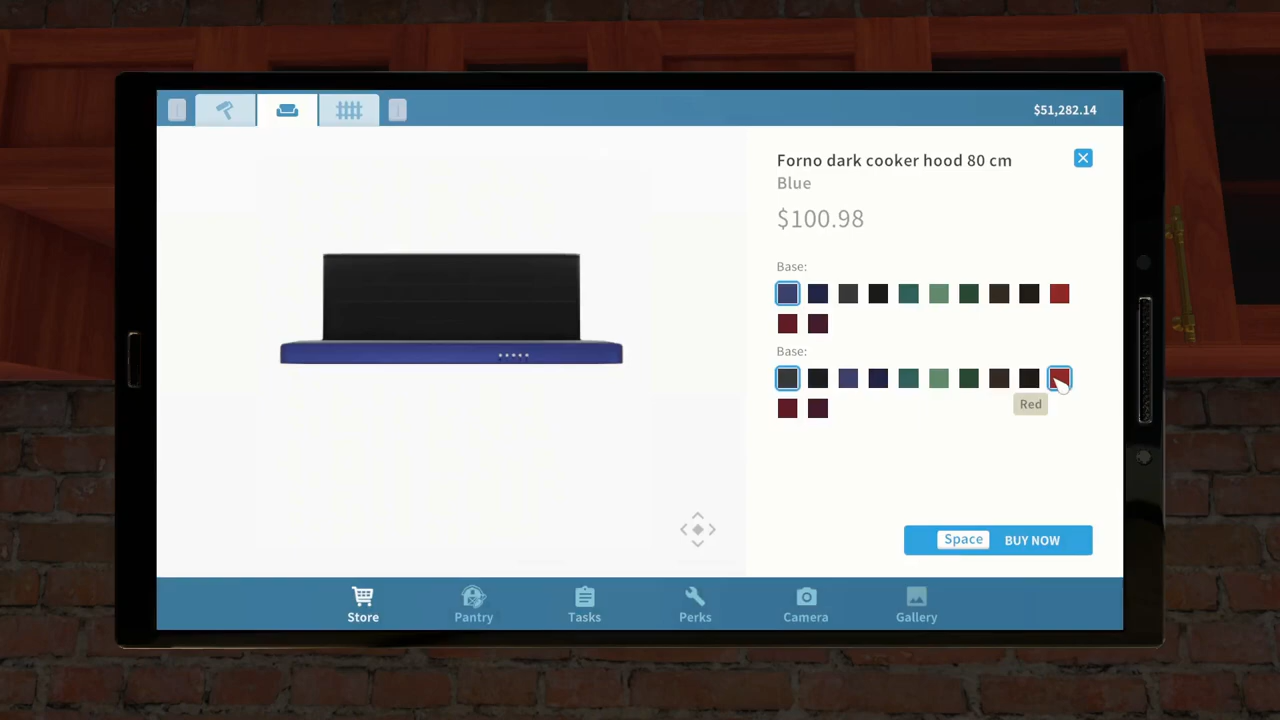 $51,282.14
Forno dark cooker hood 80 cm
Blue
$100.98
Base:
Base:
Red
Space BUY NOW
Store Pantry Tasks Perks Camera Gallery